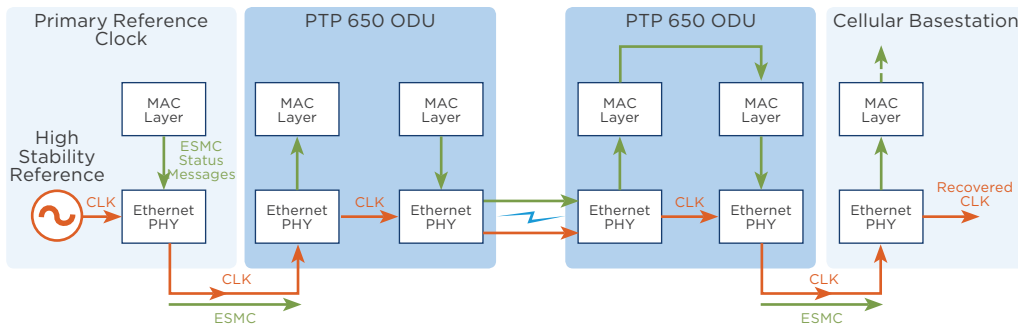 Primary Reference
Clock
PTP 650 ODU
PTP 650 ODU
Cellular Basestation
MAC
Layer
MAC
Layer
MAC
Layer
MAC
Layer
MAC
Layer
MAC
Layer
High
Stability
Reference
ESMC
Status
Messages
CLK
Ethernet
PHY
Ethernet
PHY
CLK
Ethernet
PHY
Ethernet
PHY
CLK
Ethernet
PHY
Ethernet
PHY
Recovered
CLK
CLK
ESMC
CLK
ESMC